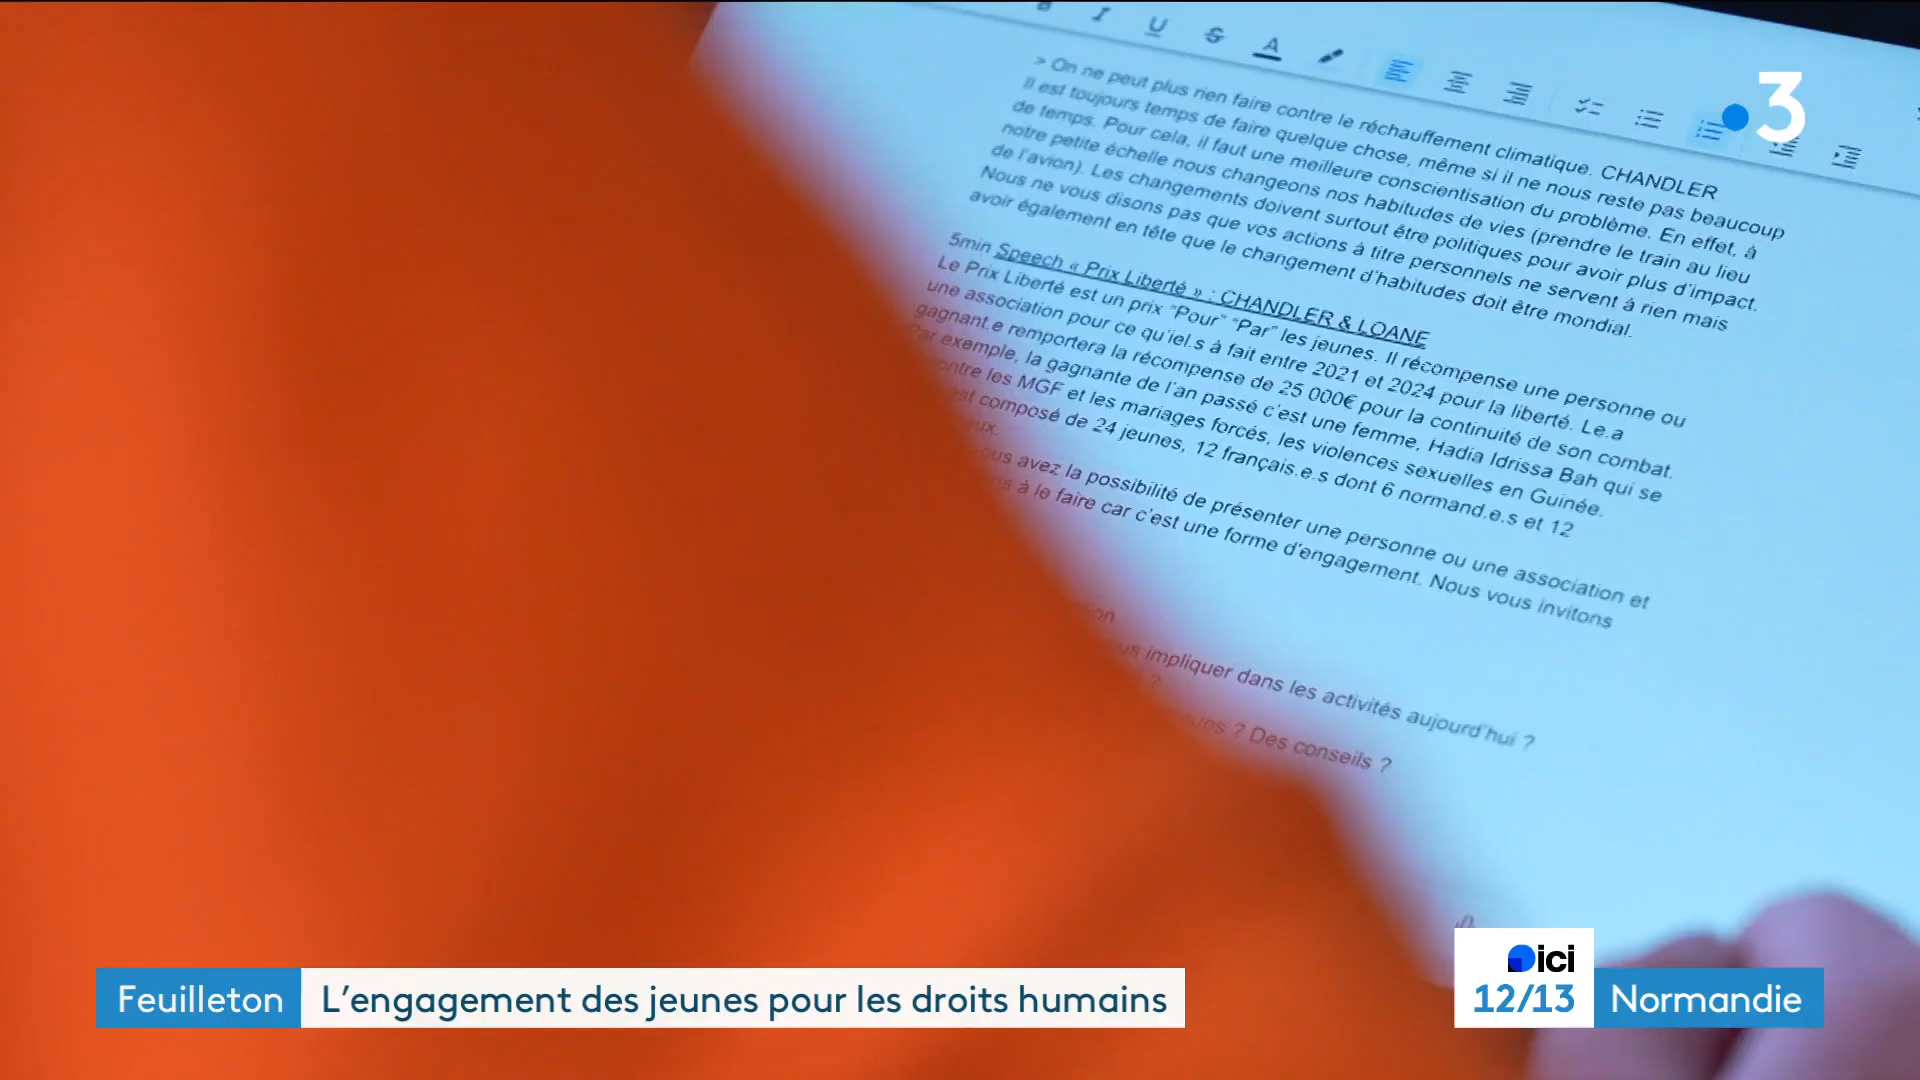 B I U S A
3
> On ne peut plus rien faire contre le réchauffement climatique. CHANDLER
Il est toujours temps de faire quelque chose, même si il ne nous reste pas beaucoup
de temps. Pour cela, il faut une meilleure conscientisation du problème. En effet, à
notre petite échelle nous changeons nos habitudes de vies (prendre le train au lieu
de l'avion). Les changements doivent surtout être politiques pour avoir plus d'impact.
Nous ne vous disons pas que vos actions à titre personnels ne servent à rien mais
avoir également en tête que le changement d'habitudes doit être mondial.
5min Speech « Prix Liberté » : CHANDLER & LOANE
Le Prix Liberté est un prix "Pour" "Par" les jeunes. Il récompense une personne ou
une association pour ce qu'iel.s à fait entre 2021 et 2024 pour la liberté. Le.a
gagnant.e remportera la récompense de 25 000€ pour la continuité de son combat.
Par exemple, la gagnante de l'an passé c'est une femme, Hadia Idrissa Bah qui se
contre les MGF et les mariages forcés, les violences sexuelles en Guinée.
est composé de 24 jeunes, 12 français.e.s dont 6 normand.e.s et 12
vous avez la possibilité de présenter une personne ou une association et
à le faire car c'est une forme d'engagement. Nous vous invitons
impliquer dans les activités aujourd'hui ?
?
? Des conseils ?
ici
Feuilleton L'engagement des jeunes pour les droits humains 12/13 Normandie